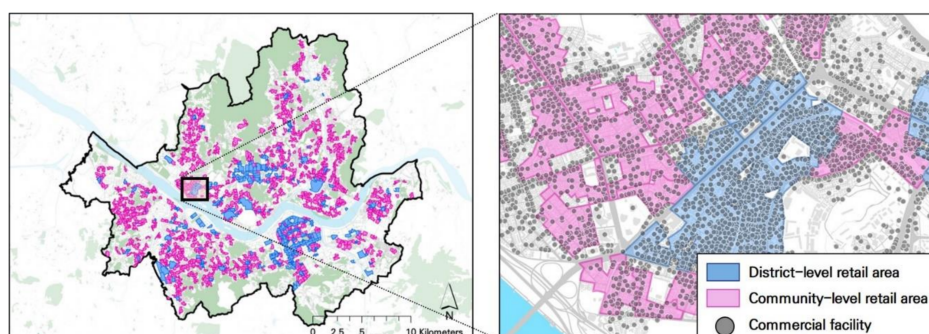 N
0 2.5 5 10 Kilometers
District-level retail area
Community-level retail area
Commercial facility